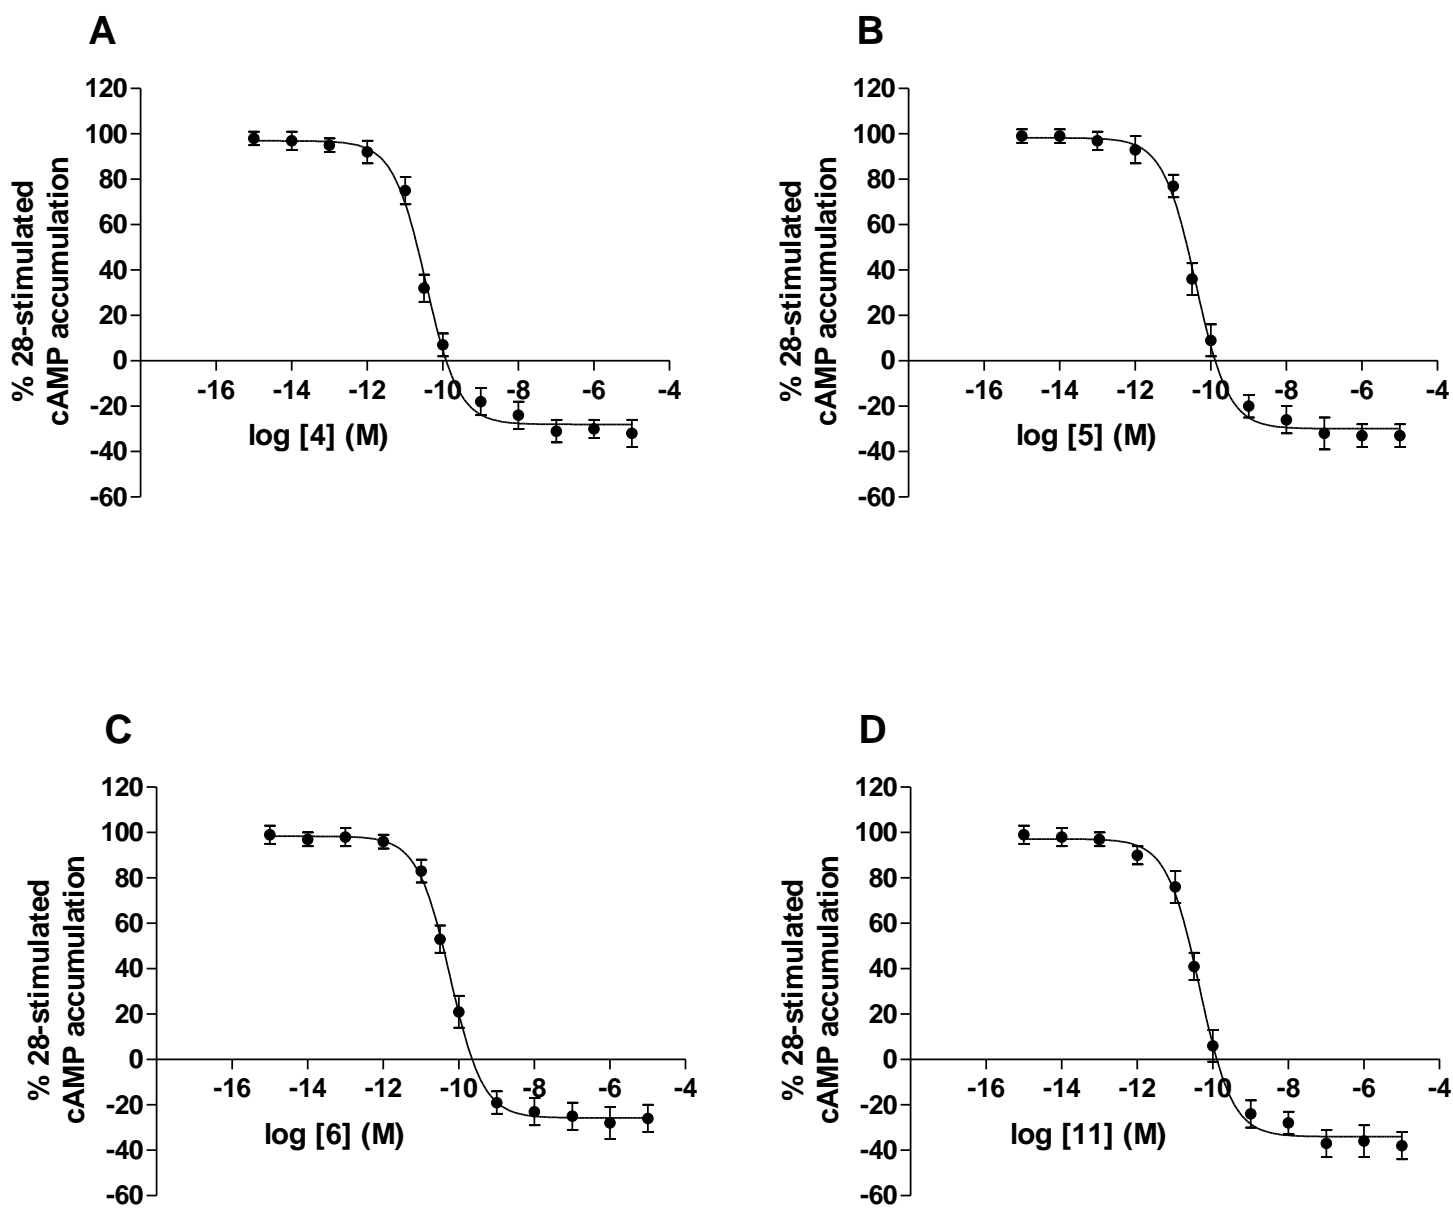 A
120
100
80
60
40
20
0
-20
-40
-60
% 28-stimulated
cAMP accumulation
-16 -14 -12 -10 -8 -6 -4
log [4] (M)
B
120
100
80
60
40
20
0
-20
-40
-60
% 28-stimulated
cAMP accumulation
-16 -14 -12 -10 -8 -6 -4
log [5] (M)
C
120
100
80
60
40
20
0
-20
-40
-60
% 28-stimulated
cAMP accumulation
-16 -14 -12 -10 -8 -6 -4
log [6] (M)
D
120
100
80
60
40
20
0
-20
-40
-60
% 28-stimulated
cAMP accumulation
-16 -14 -12 -10 -8 -6 -4
log [11] (M)